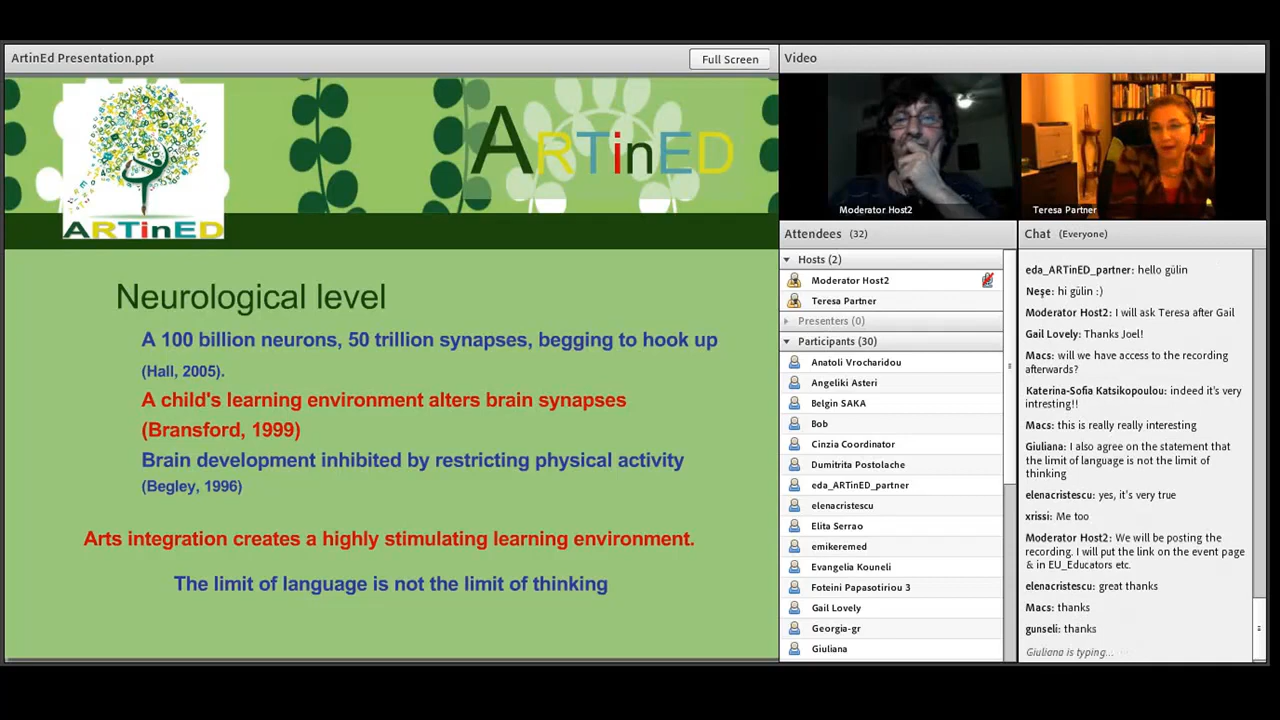 ArtinEd Presentation.ppt
Full Screen
ARTinED
ARTinED
Neurological level
A 100 billion neurons, 50 trillion synapses, begging to hook up
(Hall, 2005).
A child's learning environment alters brain synapses
(Bransford, 1999)
Brain development inhibited by restricting physical activity
(Begley, 1996)
Arts integration creates a highly stimulating learning environment.
The limit of language is not the limit of thinking
Video
Moderator Host2
Teresa Partner
Attendees (32)
Hosts (2)
Moderator Host2
Teresa Partner
Presenters (0)
Participants (30)
Anatoli Vrocharidou
Angeliki Asteri
Belgin SAKA
Bob
Cinzia Coordinator
Dumitrita Postolache
eda_ARTinED_partner
elenacristescu
Elita Serrao
emikeremed
Evangelia Kouneli
Foteini Papasotiriou 3
Gail Lovely
Georgia-gr
Giuliana
Chat (Everyone)
eda_ARTinED_partner: hello gülin
Neşe: hi gülin :)
Moderator Host2: I will ask Teresa after Gail
Gail Lovely: Thanks Joel!
Macs: will we have access to the recording
afterwards?
Katerina-Sofia Katsikopoulou: indeed it's very
intresting!!
Macs: this is really really interesting
Giuliana: I also agree on the statement that
the limit of language is not the limit of
thinking
elenacristescu: yes, it's very true
xrissi: Me too
Moderator Host2: We will be posting the
recording. I will put the link on the event page
& in EU_Educators etc.
elenacristescu: great thanks
Macs: thanks
gunseli: thanks
Giuliana is typing...